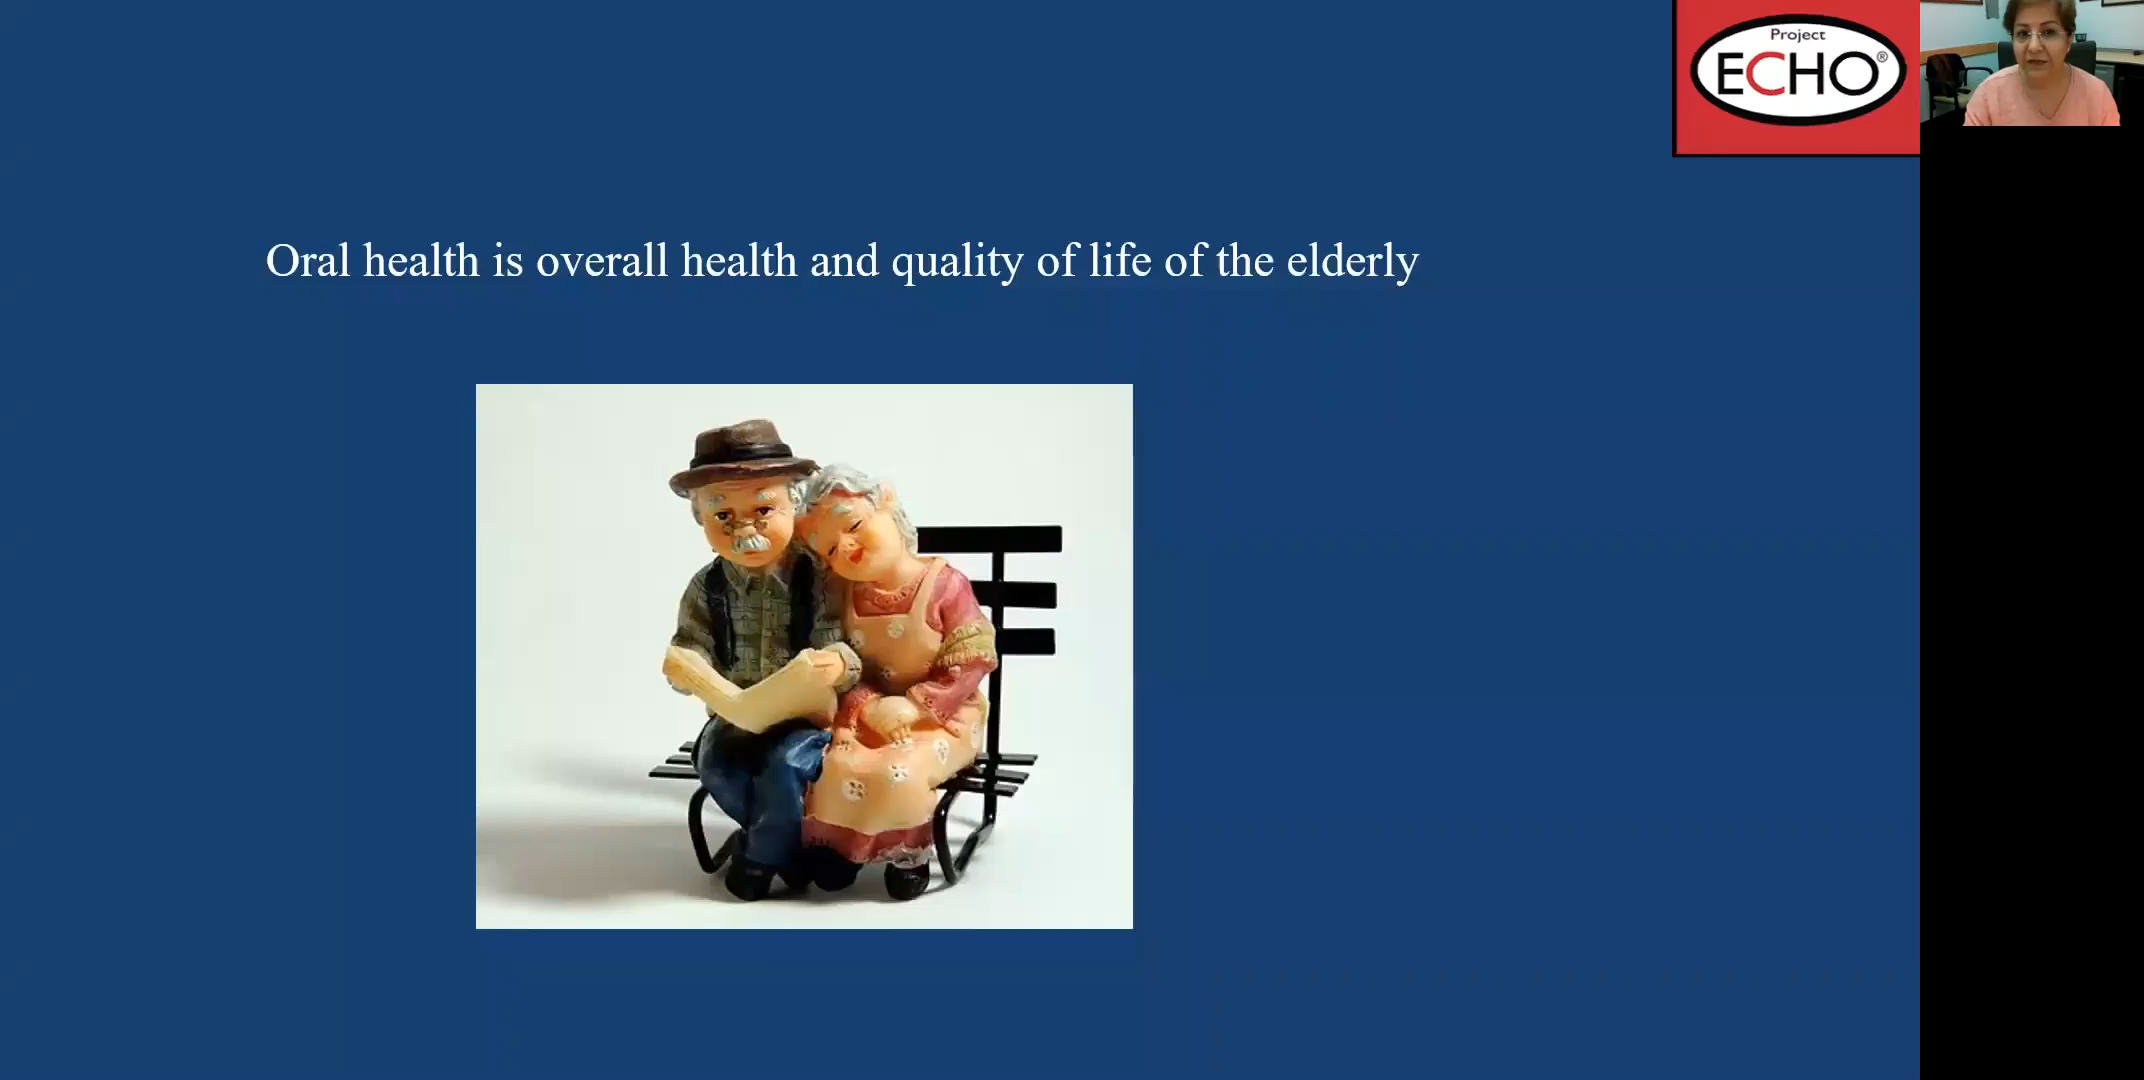 Project
ECHO®
Oral health is overall health and quality of life of the elderly